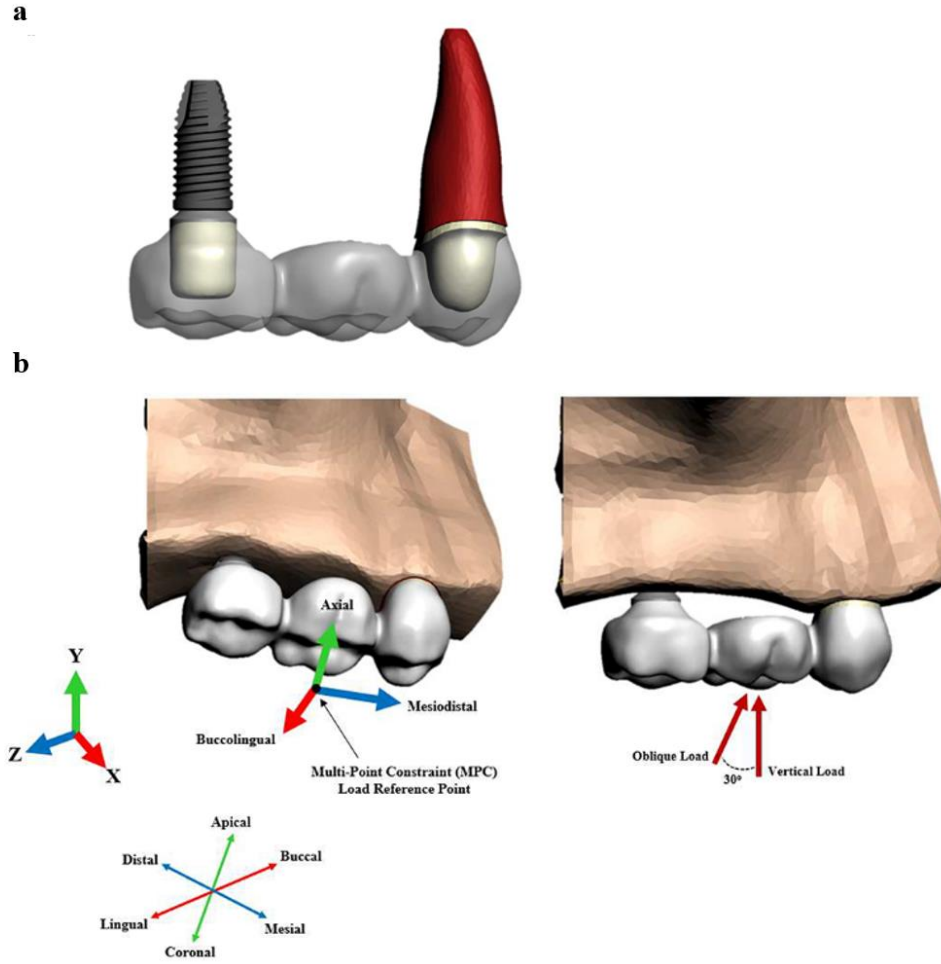 a
b
Axial
Mesiodistal
Buccolingual
Multi-Point Constraint (MPC)
Load Reference Point
Y
Z
X
Oblique Load
30°
Vertical Load
Apical
Distal
Buccal
Lingual
Mesial
Coronal